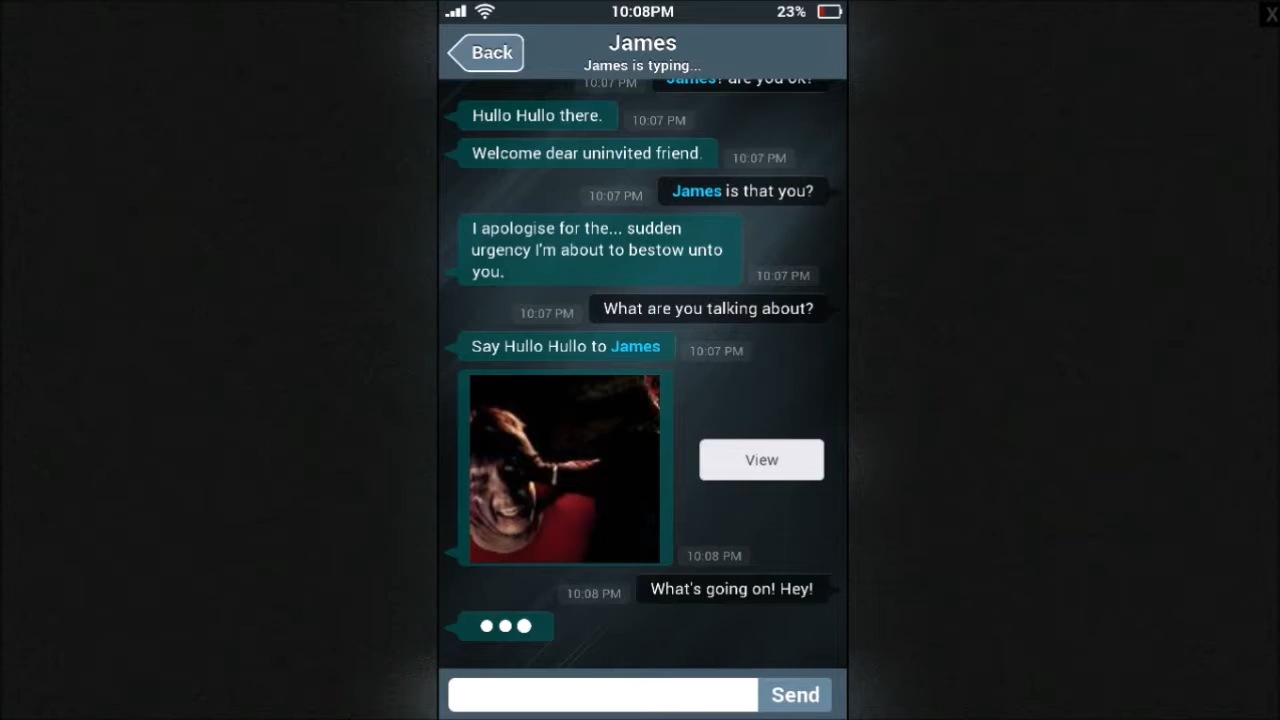 10:08PM
23%
X
Back
James
James is typing...
10:07 PM
James? are you ok?
Hullo Hullo there.
10:07 PM
Welcome dear uninvited friend.
10:07 PM
10:07 PM
James is that you?
I apologise for the... sudden
urgency I'm about to bestow unto
you.
10:07 PM
10:07 PM
What are you talking about?
Say Hullo Hullo to James
10:07 PM
View
10:08 PM
10:08 PM
What's going on! Hey!
Send